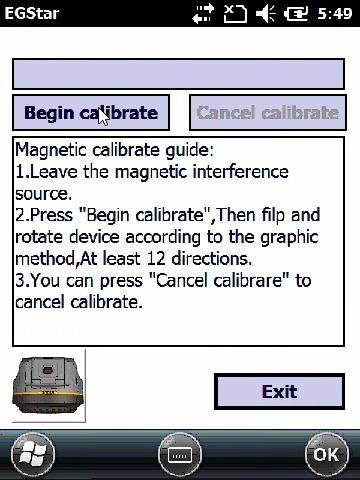 EGStar 5:49
Begin calibrate Cancel calibrate
Magnetic calibrate guide:
1.Leave the magnetic interference
source.
2.Press "Begin calibrate",Then filp and
rotate device according to the graphic
method,At least 12 directions.
3.You can press "Cancel calibrare" to
cancel calibrate.
Exit
OK